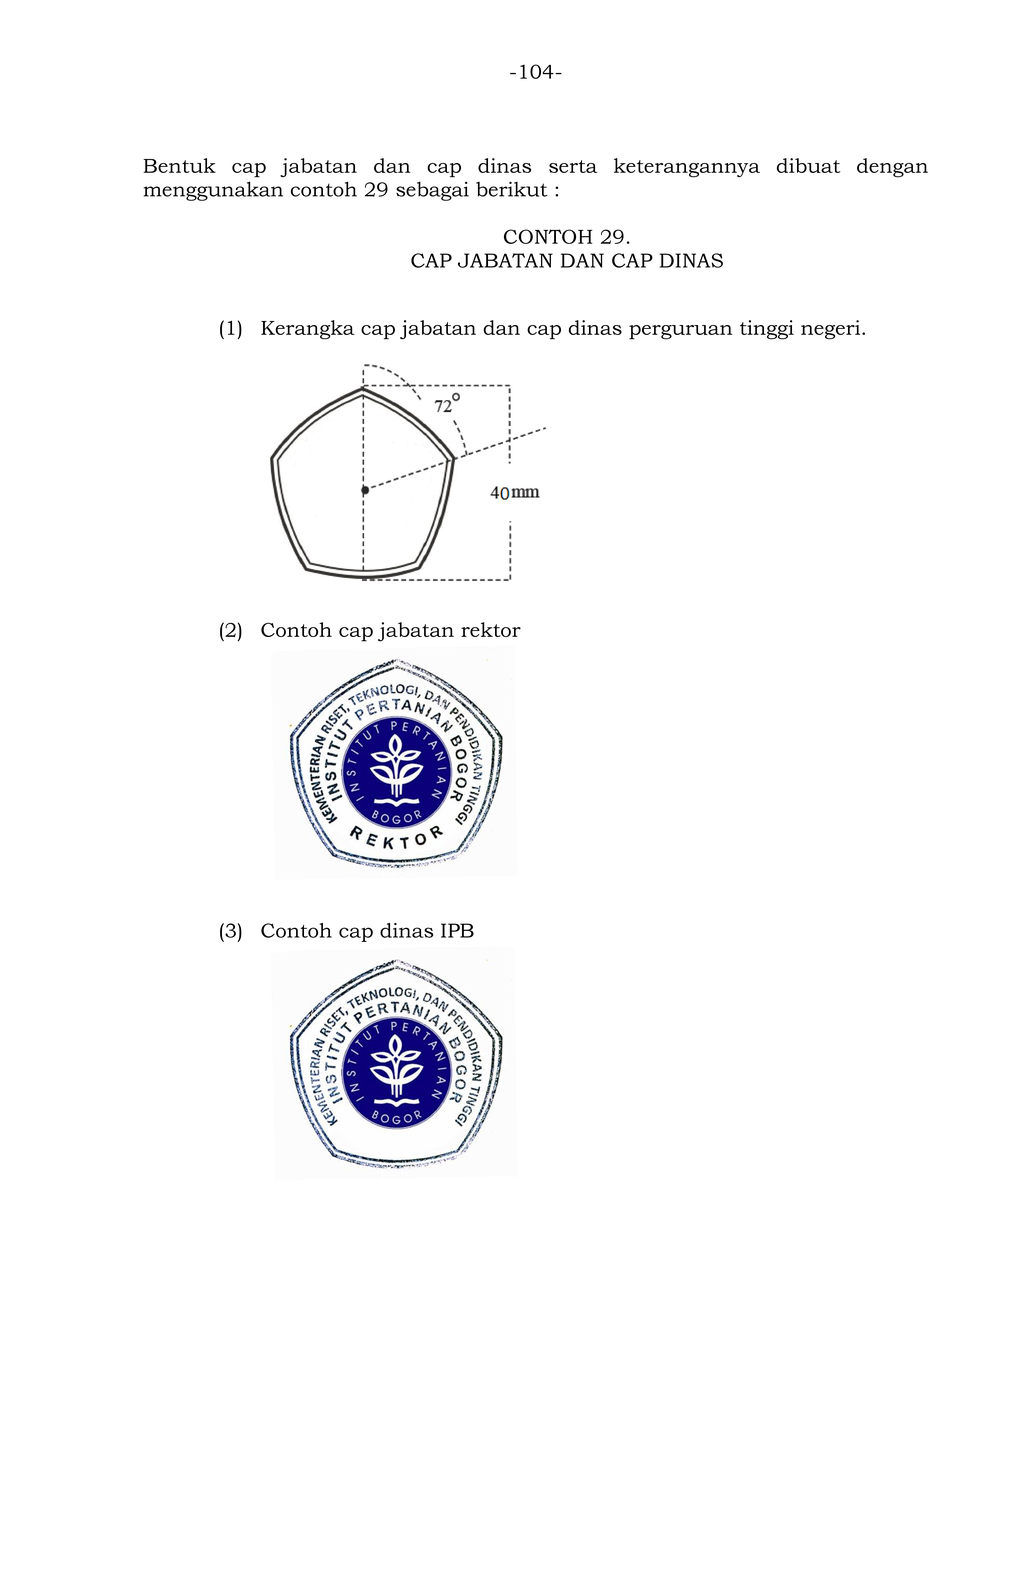 -104-
Bentuk cap jabatan dan cap dinas serta keterangannya dibuat dengan
menggunakan contoh 29 sebagai berikut :
CONTOH 29.
CAP JABATAN DAN CAP DINAS
(1) Kerangka cap jabatan dan cap dinas perguruan tinggi negeri.
72°
40mm
(2) Contoh cap jabatan rektor
KEMENTERIAN RISET, TEKNOLOGI, DAN PENDIDIKAN TINGGI
INSTITUT PERTANIAN BOGOR
INSTITUT PERTANIAN
BOGOR
REKTOR
(3) Contoh cap dinas IPB
KEMENTERIAN RISET, TEKNOLOGI, DAN PENDIDIKAN TINGGI
INSTITUT PERTANIAN BOGOR
INSTITUT PERTANIAN
BOGOR